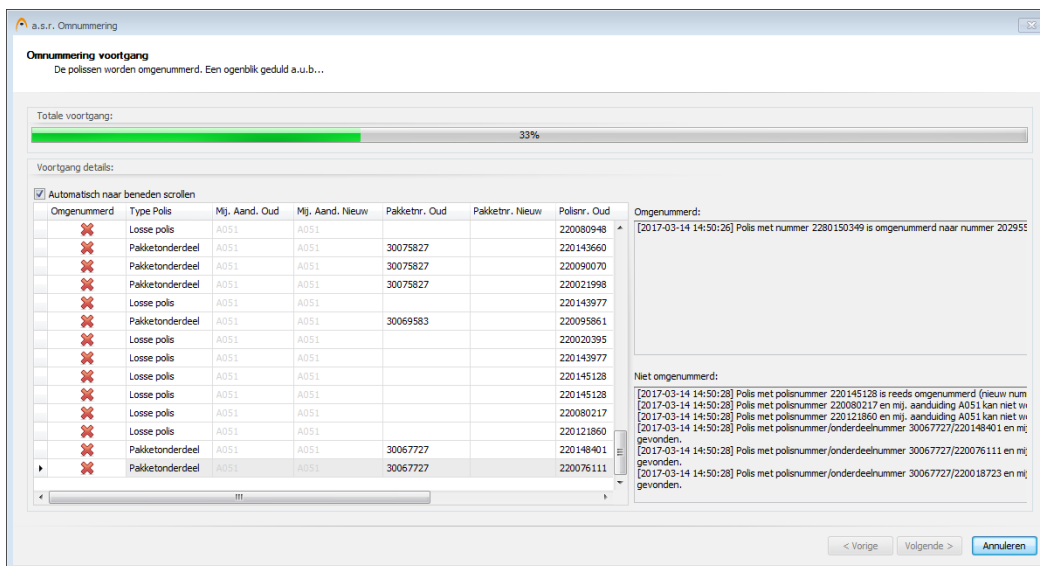 a.s.r. Omnummering
Omnummering voortgang
De polissen worden omgenummerd. Een ogenblik geduld a.u.b...
Totale voortgang:
33%
Voortgang details:
Automatisch naar beneden scrollen
Omgenummerd Type Polis Mij. Aand. Oud Mij. Aand. Nieuw Pakketnr. Oud Pakketnr. Nieuw Polisnr. Oud
Losse polis A051 A051 220080948
Pakketonderdeel A051 A051 30075827 220143660
Pakketonderdeel A051 A051 30075827 220090070
Pakketonderdeel A051 A051 30075827 220021998
Losse polis A051 A051 220143977
Pakketonderdeel A051 A051 30069583 220095861
Losse polis A051 A051 220020395
Losse polis A051 A051 220143977
Losse polis A051 A051 220145128
Losse polis A051 A051 220145128
Losse polis A051 A051 220080217
Losse polis A051 A051 220121860
Pakketonderdeel A051 A051 30067727 220148401
Pakketonderdeel A051 A051 30067727 220076111
Omgenummerd:
[2017-03-14 14:50:26] Polis met nummer 2280150349 is omgenummerd naar nummer 202955
Niet omgenummerd:
[2017-03-14 14:50:28] Polis met polisnummer 220145128 is reeds omgenummerd (nieuw num
[2017-03-14 14:50:28] Polis met polisnummer 220080217 en mij. aanduiding A051 kan niet we
[2017-03-14 14:50:28] Polis met polisnummer 220121860 en mij. aanduiding A051 kan niet we
[2017-03-14 14:50:28] Polis met polisnummer/onderdeelnummer 30067727/220148401 en mij
gevonden.
[2017-03-14 14:50:28] Polis met polisnummer/onderdeelnummer 30067727/220076111 en mij
gevonden.
[2017-03-14 14:50:28] Polis met polisnummer/onderdeelnummer 30067727/220018723 en mij
gevonden.
< Vorige Volgende > Annuleren